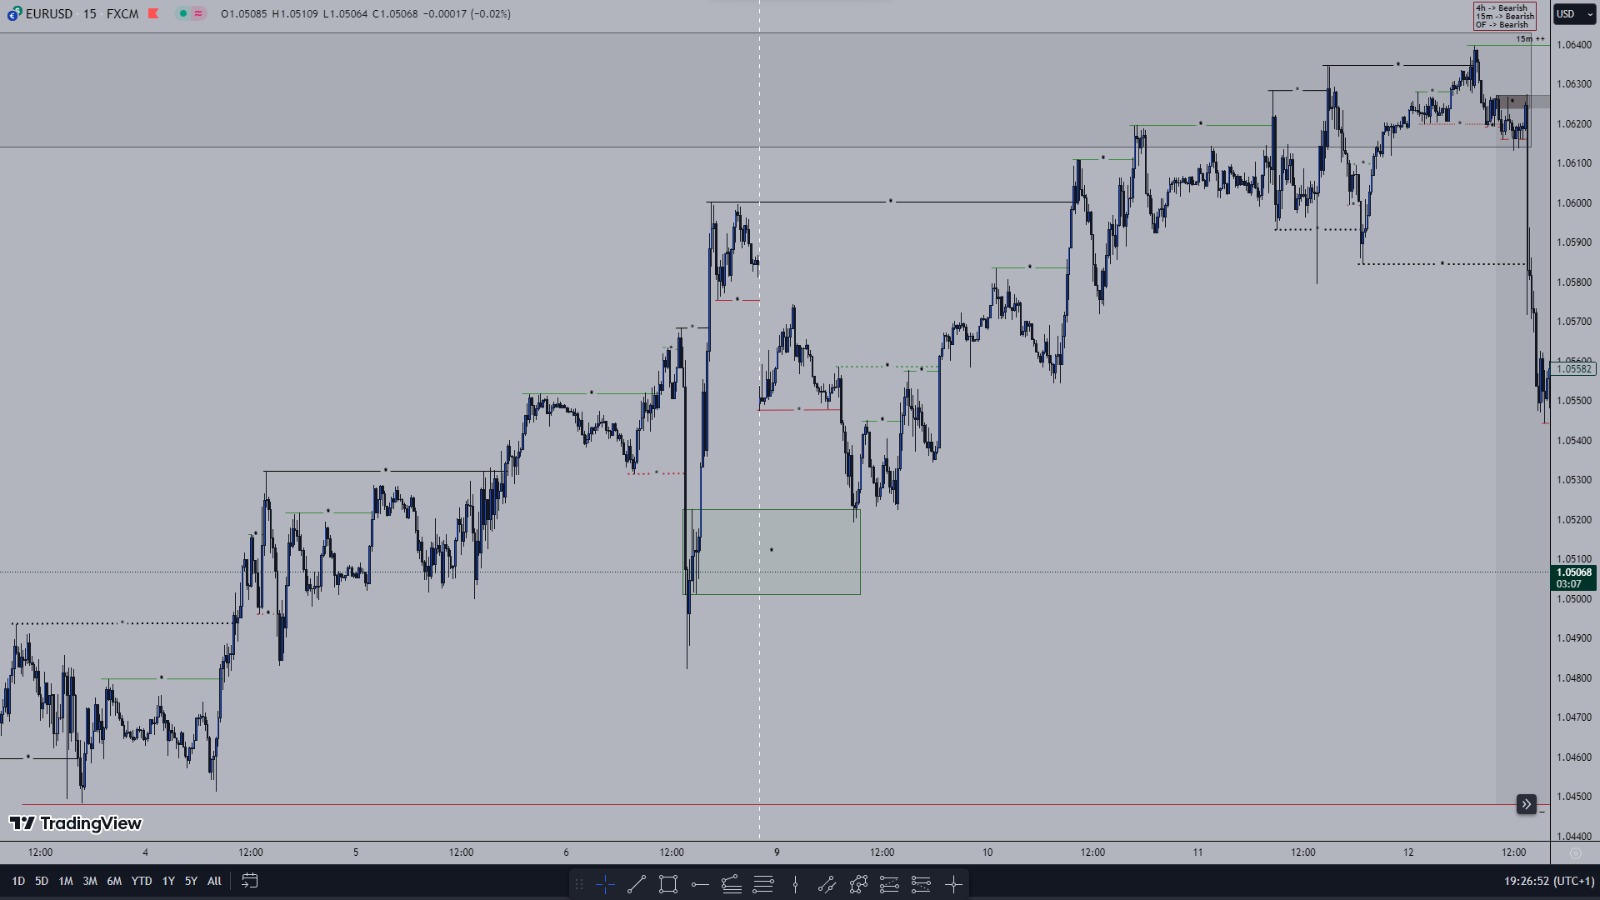 EURUSD · 15 · FXCM O1.05085 H1.05109 L1.05064 C1.05068 −0.00017 (−0.02%)
4h -> Bearish
15m -> Bearish
OF -> Bearish
15m ++
USD
1.06400
1.06300
1.06200
1.06100
1.06000
1.05900
1.05800
1.05700
1.05600
1.05582
1.05500
1.05400
1.05300
1.05200
1.05100
1.05068
03:07
1.05000
1.04900
1.04800
1.04700
1.04600
1.04500
1.04400
TradingView
12:00 4 12:00 5 12:00 6 12:00 9 12:00 10 12:00 11 12:00 12 12:00
1D 5D 1M 3M 6M YTD 1Y 5Y All
19:26:52 (UTC+1)